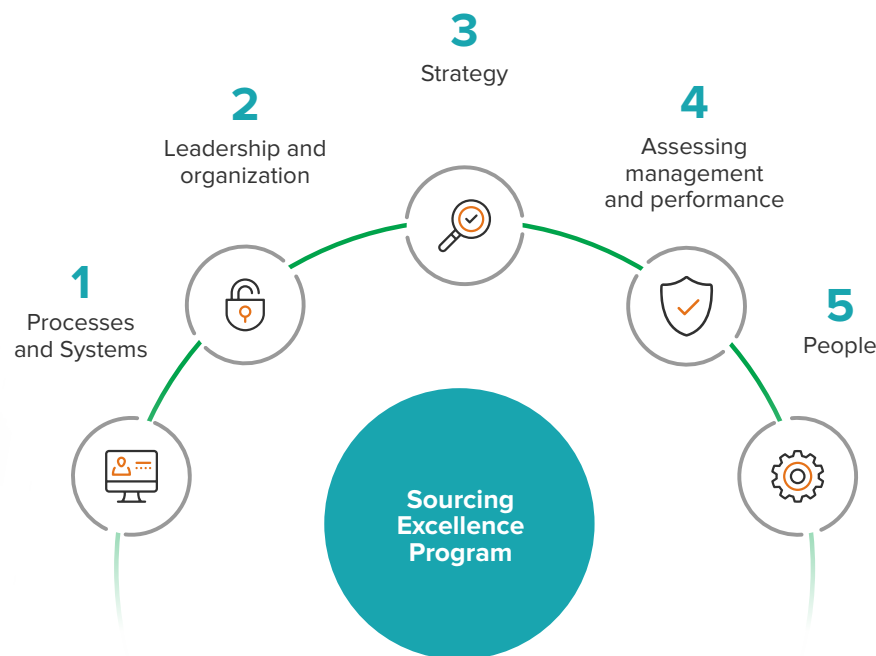 1
Processes
and Systems
2
Leadership and
organization
3
Strategy
4
Assessing
management
and performance
5
People
Sourcing
Excellence
Program